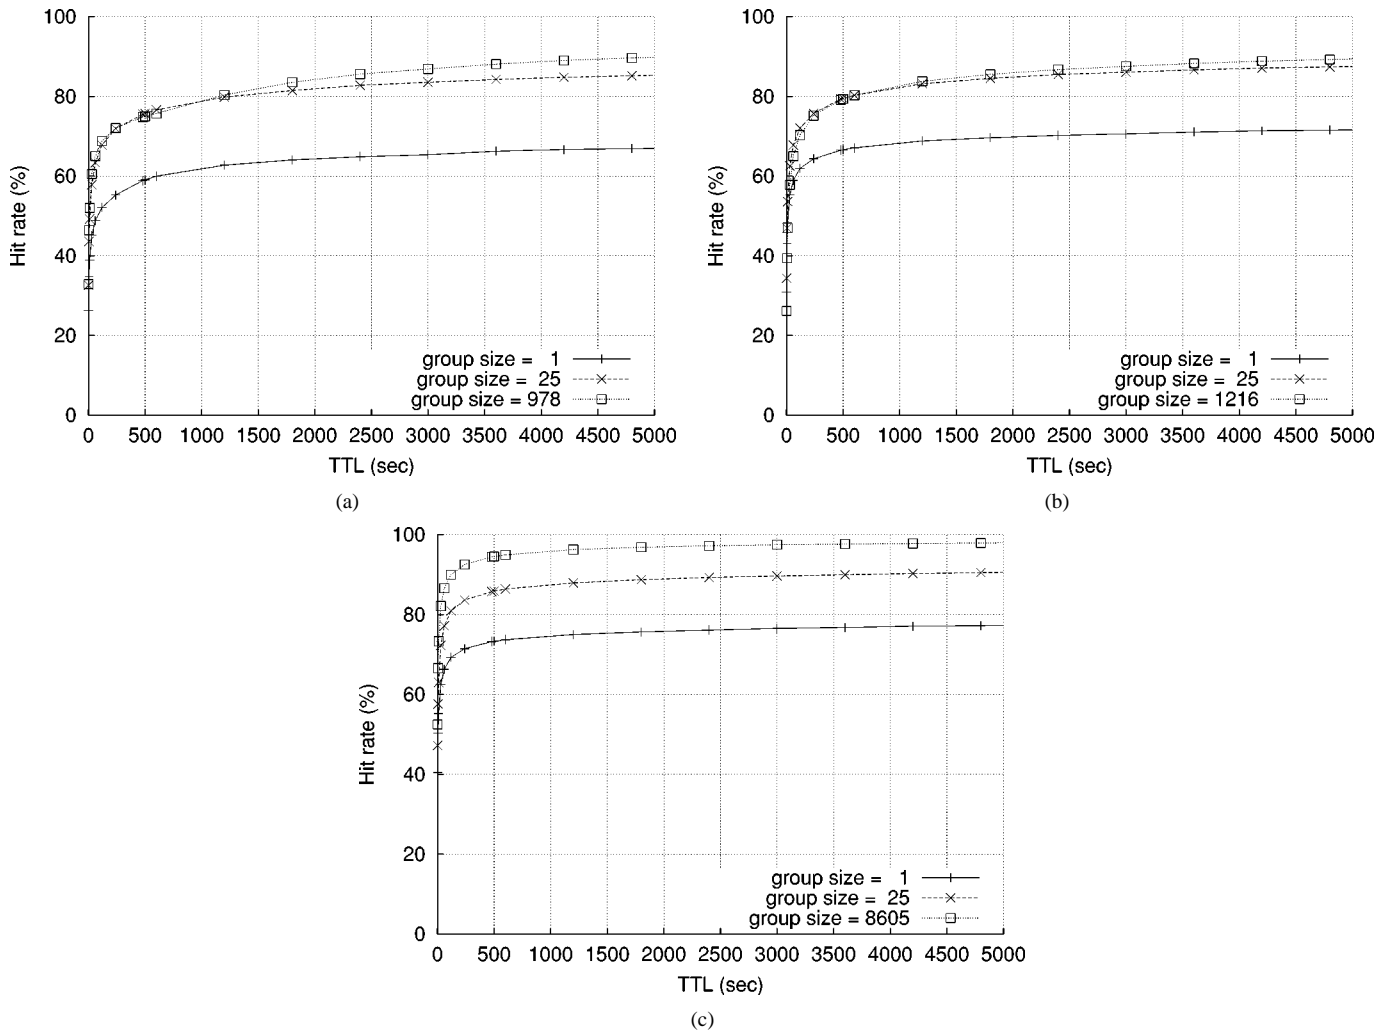 100
80
60
40
20
0
Hit rate (%)
group size = 1
group size = 25
group size = 978
0 500 1000 1500 2000 2500 3000 3500 4000 4500 5000
TTL (sec)
(a)
100
80
60
40
20
0
Hit rate (%)
group size = 1
group size = 25
group size = 1216
0 500 1000 1500 2000 2500 3000 3500 4000 4500 5000
TTL (sec)
(b)
100
80
60
40
20
0
Hit rate (%)
group size = 1
group size = 25
group size = 8605
0 500 1000 1500 2000 2500 3000 3500 4000 4500 5000
TTL (sec)
(c)